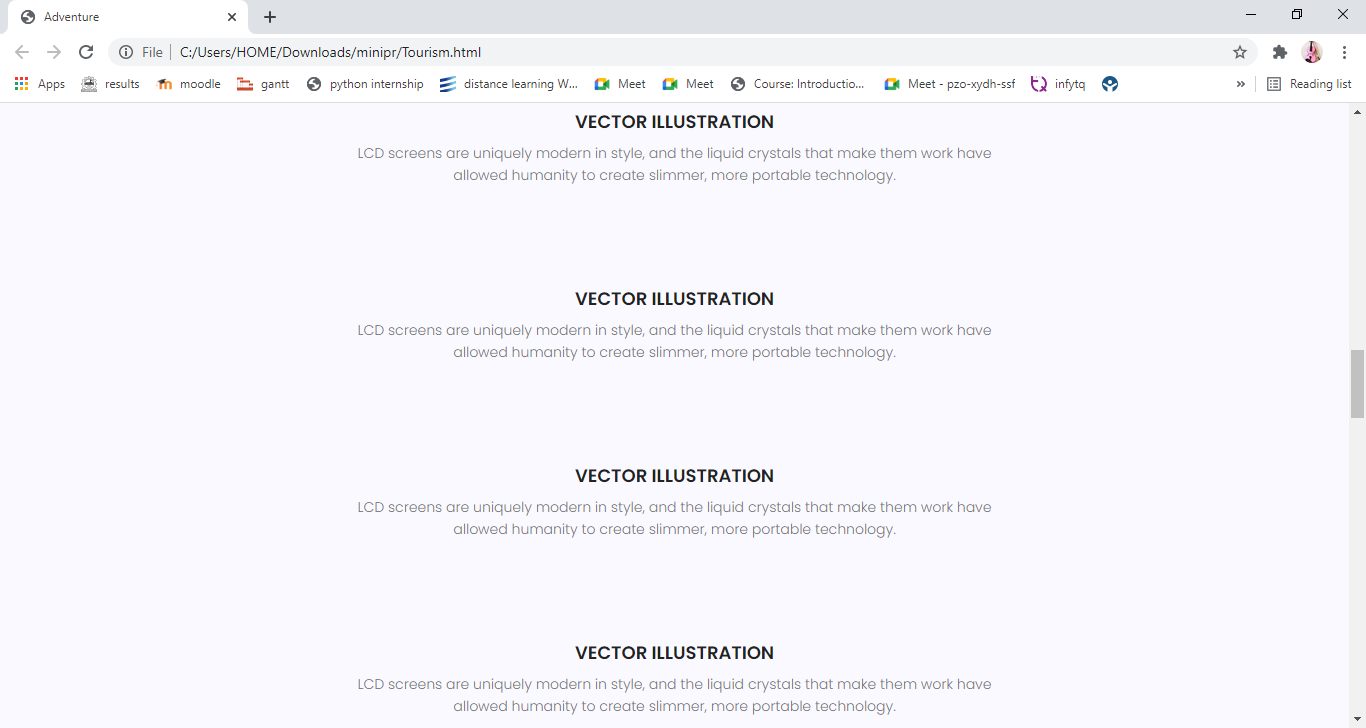 Adventure
File C:/Users/HOME/Downloads/minipr/Tourism.html
Apps results moodle gantt python internship distance learning W... Meet Meet Course: Introductio... Meet - pzo-xydh-ssf infytq » Reading list
VECTOR ILLUSTRATION
LCD screens are uniquely modern in style, and the liquid crystals that make them work have
allowed humanity to create slimmer, more portable technology.
VECTOR ILLUSTRATION
LCD screens are uniquely modern in style, and the liquid crystals that make them work have
allowed humanity to create slimmer, more portable technology.
VECTOR ILLUSTRATION
LCD screens are uniquely modern in style, and the liquid crystals that make them work have
allowed humanity to create slimmer, more portable technology.
VECTOR ILLUSTRATION
LCD screens are uniquely modern in style, and the liquid crystals that make them work have
allowed humanity to create slimmer, more portable technology.